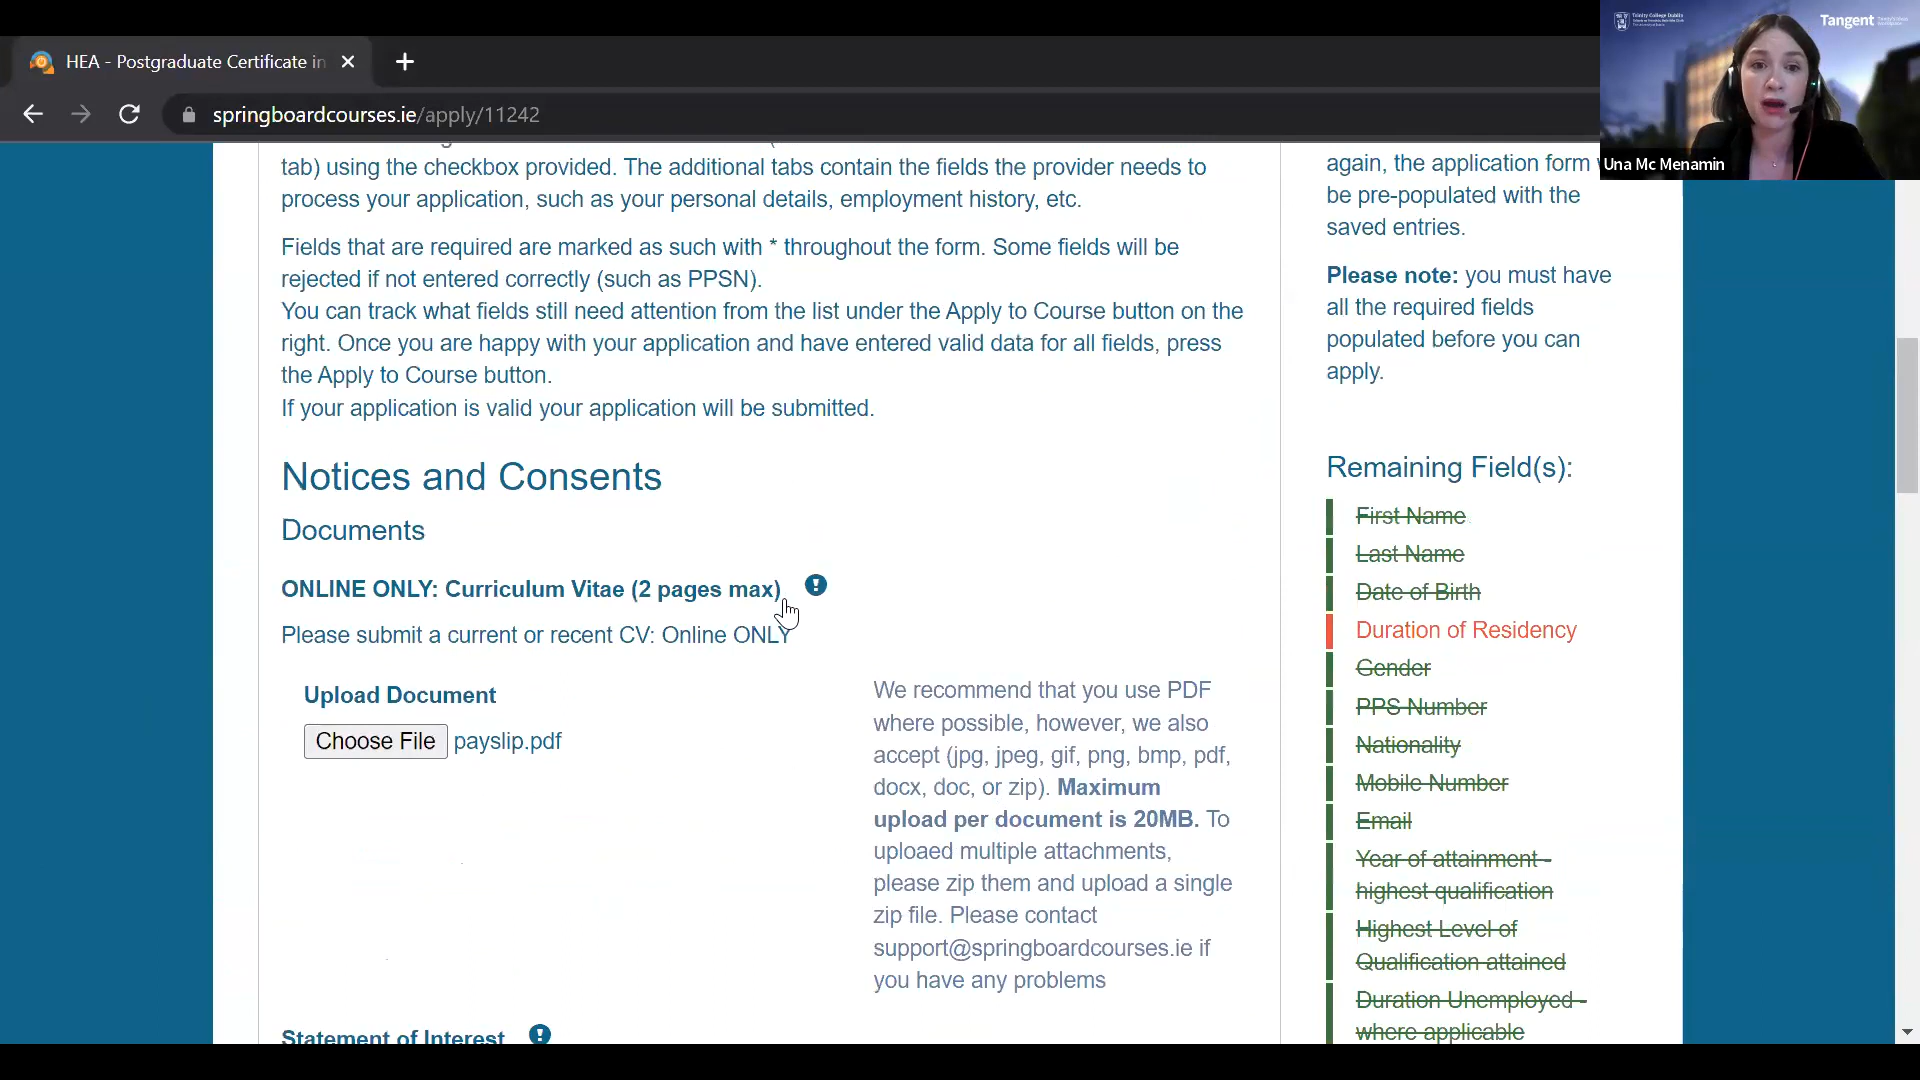 HEA - Postgraduate Certificate in
springboardcourses.ie/apply/11242
Trinity College Dublin
Tangent
Una Mc Menamin
tab) using the checkbox provided. The additional tabs contain the fields the provider needs to
process your application, such as your personal details, employment history, etc.
Fields that are required are marked as such with * throughout the form. Some fields will be
rejected if not entered correctly (such as PPSN).
You can track what fields still need attention from the list under the Apply to Course button on the
right. Once you are happy with your application and have entered valid data for all fields, press
the Apply to Course button.
If your application is valid your application will be submitted.
Notices and Consents
Documents
ONLINE ONLY: Curriculum Vitae (2 pages max)
Please submit a current or recent CV: Online ONLY
Upload Document
Choose File payslip.pdf
We recommend that you use PDF
where possible, however, we also
accept (jpg, jpeg, gif, png, bmp, pdf,
docx, doc, or zip). Maximum
upload per document is 20MB. To
uploaed multiple attachments,
please zip them and upload a single
zip file. Please contact
support@springboardcourses.ie if
you have any problems
Statement of Interest
again, the application form
be pre-populated with the
saved entries.
Please note: you must have
all the required fields
populated before you can
apply.
Remaining Field(s):
First Name
Last Name
Date of Birth
Duration of Residency
Gender
PPS Number
Nationality
Mobile Number
Email
Year of attainment -
highest qualification
Highest Level of
Qualification attained
Duration Unemployed -
where applicable